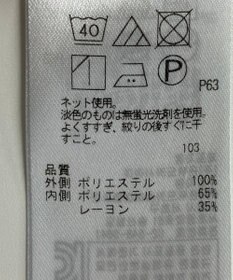 40
P
P63
ネット使用。
淡色のものは無蛍光洗剤を使用。
よくすすぎ、絞りの後すぐに干
すこと。
103
品質
外側 ポリエステル 100%
内側 ポリエステル 65%
レーヨン 35%